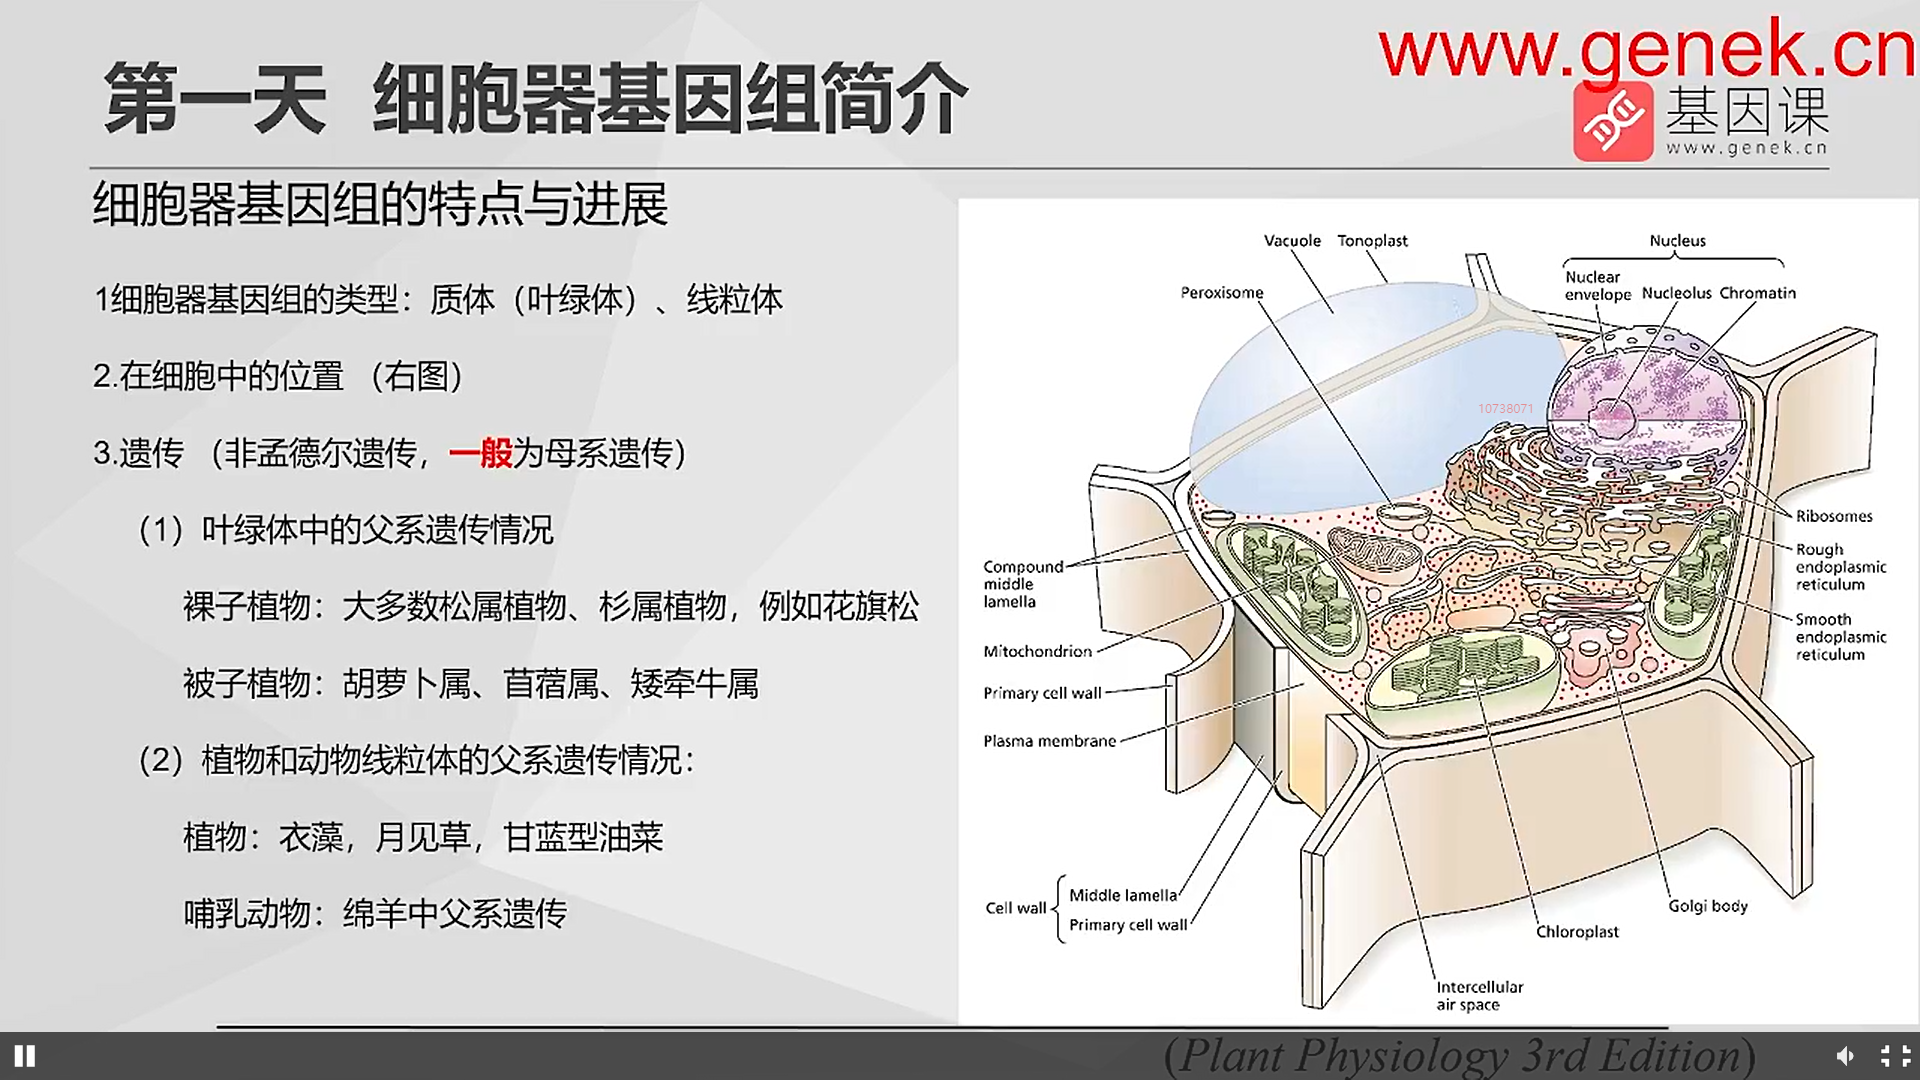 www.genek.cn
第一天 细胞器基因组简介
基因课
www.genek.cn
细胞器基因组的特点与进展
1细胞器基因组的类型：质体（叶绿体）、线粒体
2.在细胞中的位置 （右图）
3.遗传 （非孟德尔遗传，一般为母系遗传）
（1）叶绿体中的父系遗传情况
裸子植物：大多数松属植物、杉属植物，例如花旗松
被子植物：胡萝卜属、苜蓿属、矮牵牛属
（2）植物和动物线粒体的父系遗传情况：
植物：衣藻，月见草，甘蓝型油菜
哺乳动物：绵羊中父系遗传
Vacuole
Tonoplast
Nucleus
Peroxisome
Nuclear
envelope
Nucleolus
Chromatin
10738071
Ribosomes
Rough
endoplasmic
reticulum
Smooth
endoplasmic
reticulum
Compound
middle
lamella
Mitochondrion
Primary cell wall
Plasma membrane
Cell wall
Middle lamella
Primary cell wall
Golgi body
Chloroplast
Intercellular
air space
(Plant Physiology 3rd Edition)